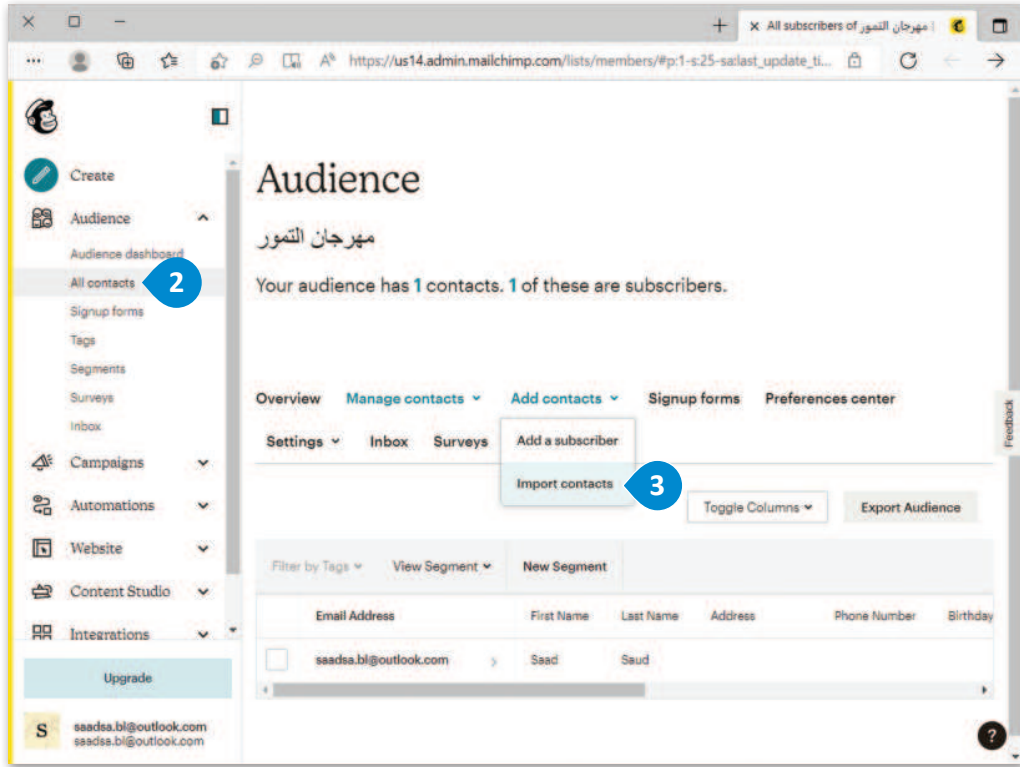 All subscribers of مهرجان التمور |
https://us14.admin.mailchimp.com/lists/members/#p:1-s:25-sa:last_update_ti...
Create
Audience
Audience dashboard
All contacts
2
Signup forms
Tags
Segments
Surveys
Inbox
Campaigns
Automations
Website
Content Studio
Integrations
Upgrade
S
saadsa.bl@outlook.com
saadsa.bl@outlook.com
Audience
مهرجان التمور
Your audience has 1 contacts. 1 of these are subscribers.
Overview Manage contacts Add contacts Signup forms Preferences center
Settings Inbox Surveys
Add a subscriber
Import contacts
3
Toggle Columns Export Audience
Filter by Tags View Segment New Segment
Email Address First Name Last Name Address Phone Number Birthday
saadsa.bl@outlook.com Saad Saud
Feedback
?